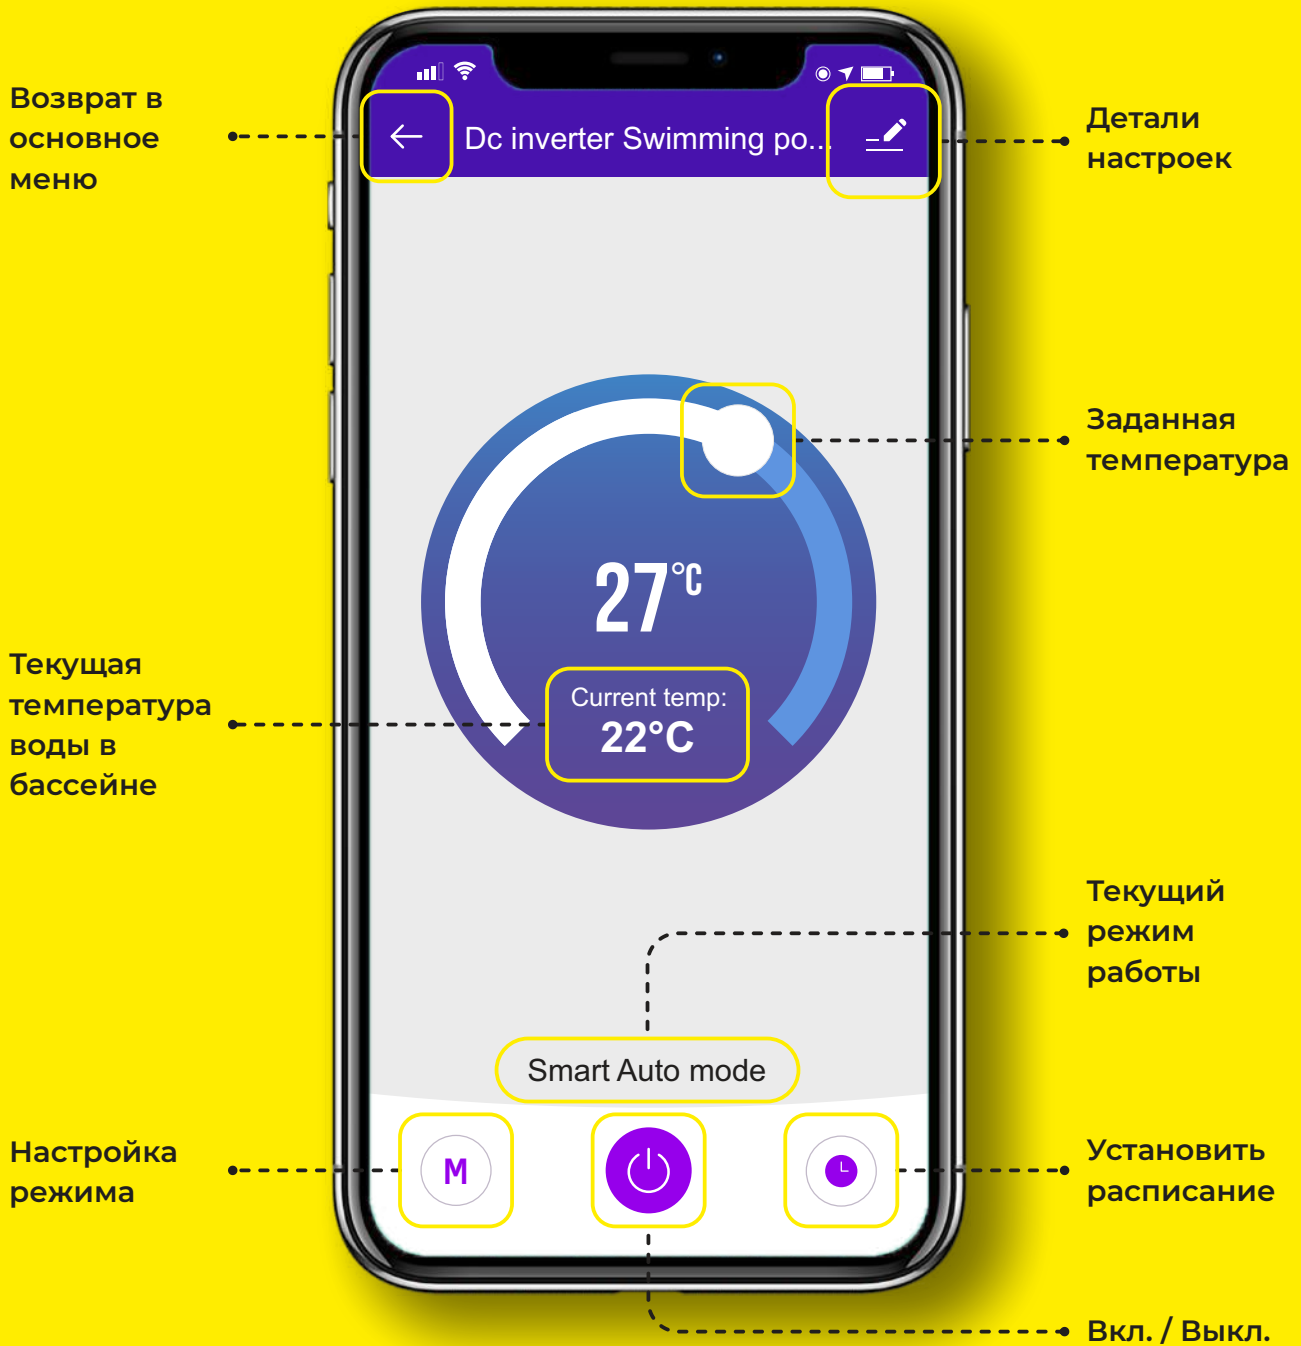 Возврат в
основное
меню
Dc inverter Swimming po...
Детали
настроек
Заданная
температура
27°C
Текущая
температура
воды в
бассейне
Current temp:
22°C
Текущий
режим
работы
Smart Auto mode
Настройка
режима
M
Установить
расписание
Вкл. / Выкл.